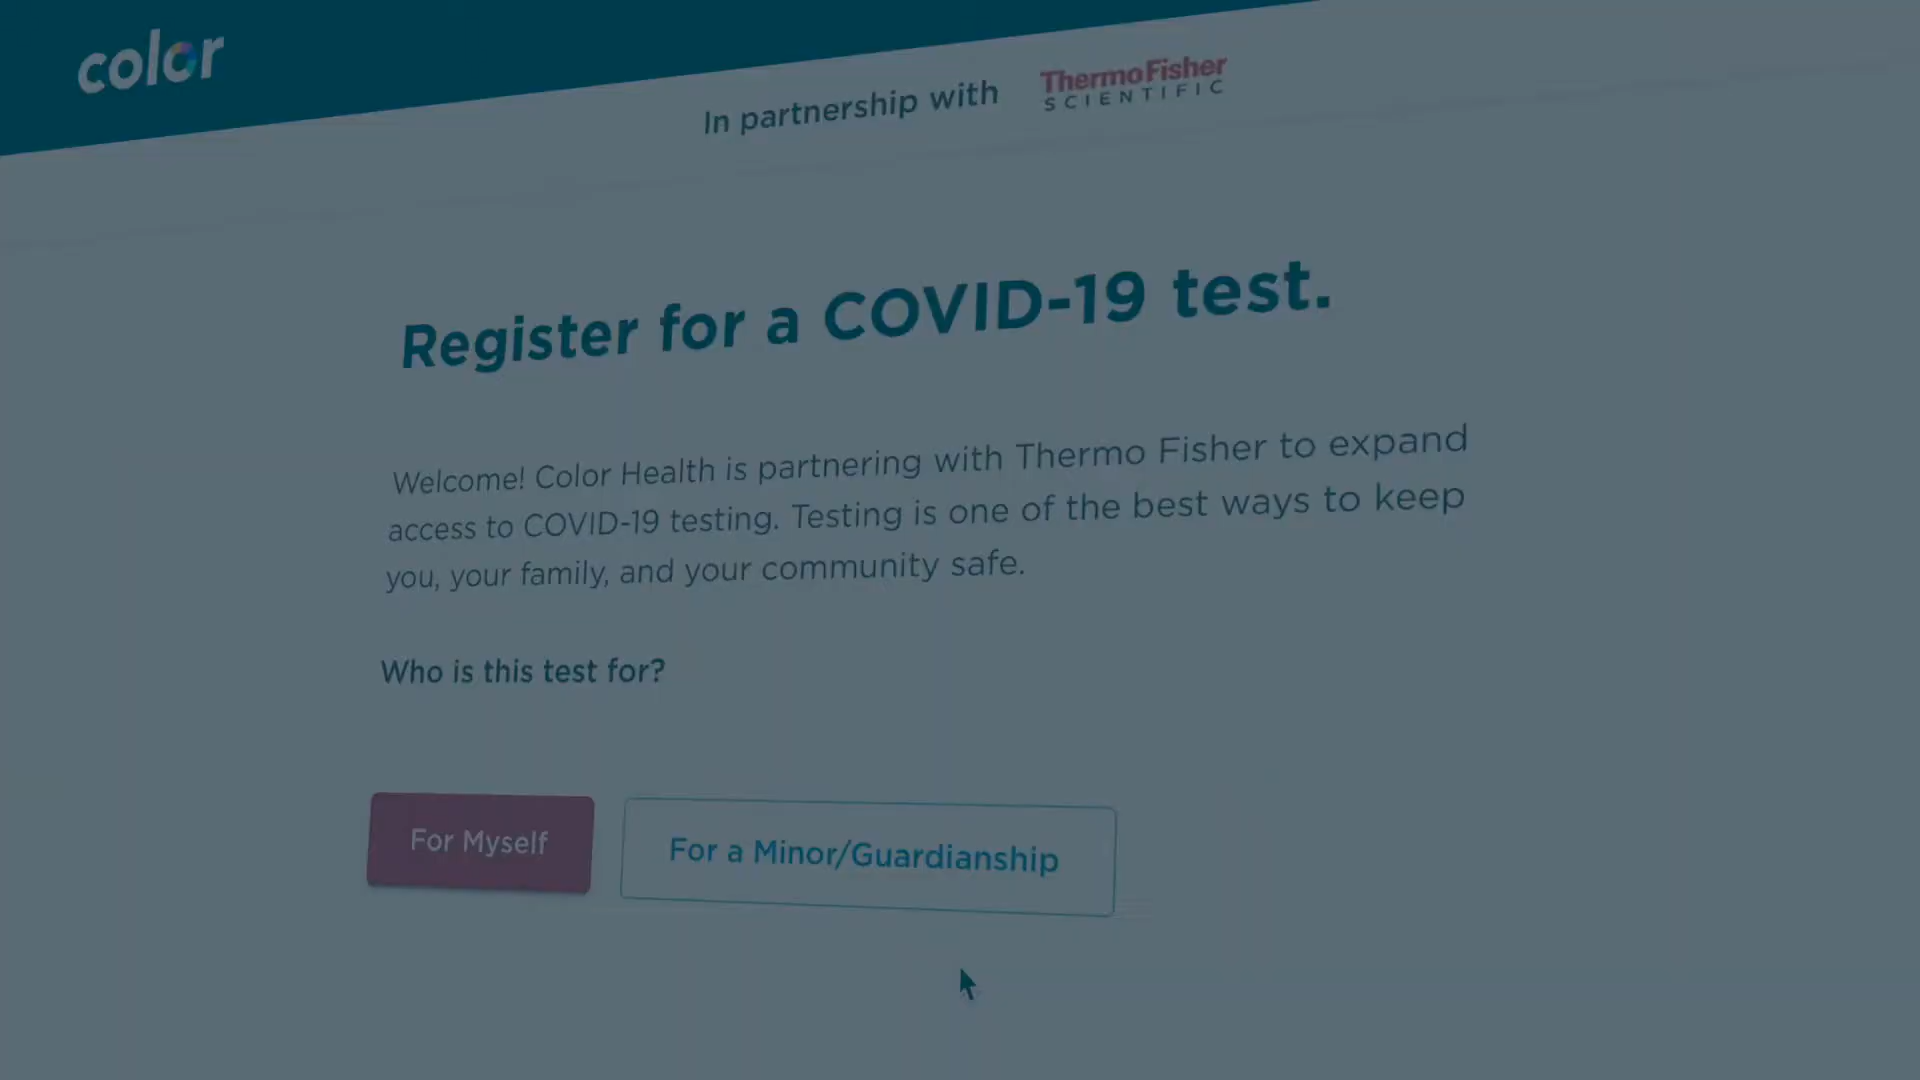 color
In partnership with
ThermoFisher
SCIENTIFIC
Register for a COVID-19 test.
Welcome! Color Health is partnering with Thermo Fisher to expand
access to COVID-19 testing. Testing is one of the best ways to keep
you, your family, and your community safe.
Who is this test for?
For Myself
For a Minor/Guardianship